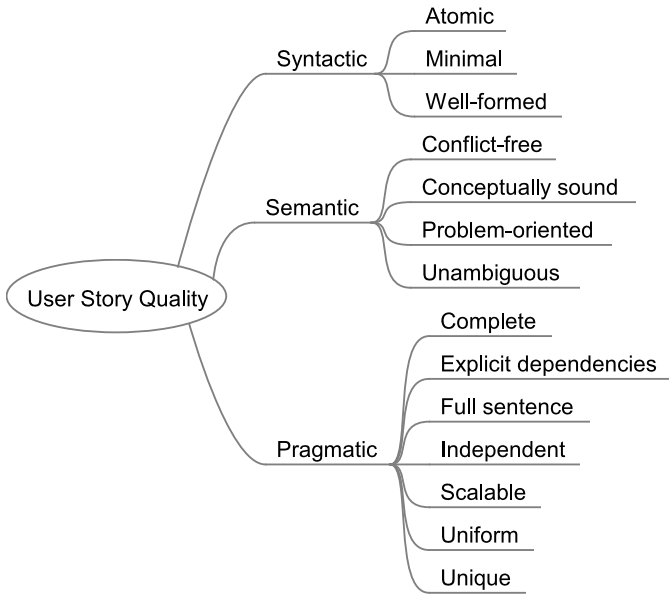 User Story Quality
Syntactic
Atomic
Minimal
Well-formed
Semantic
Conflict-free
Conceptually sound
Problem-oriented
Unambiguous
Pragmatic
Complete
Explicit dependencies
Full sentence
Independent
Scalable
Uniform
Unique